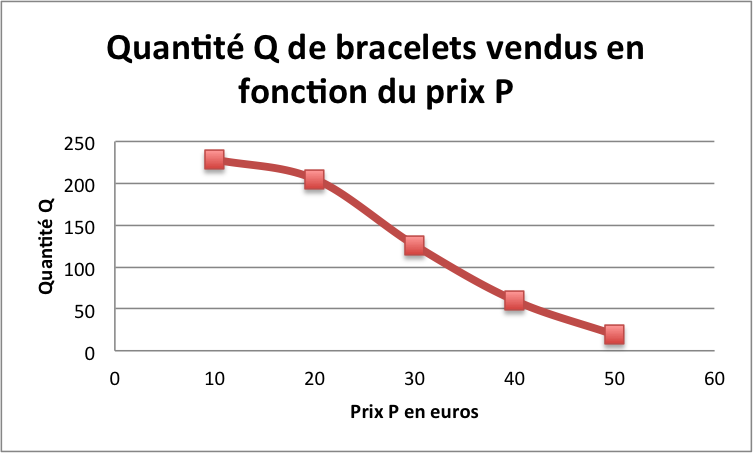 Quantité Q de bracelets vendus en
fonction du prix P
250
200
150
100
50
0
Quantité Q
0 10 20 30 40 50 60
Prix P en euros